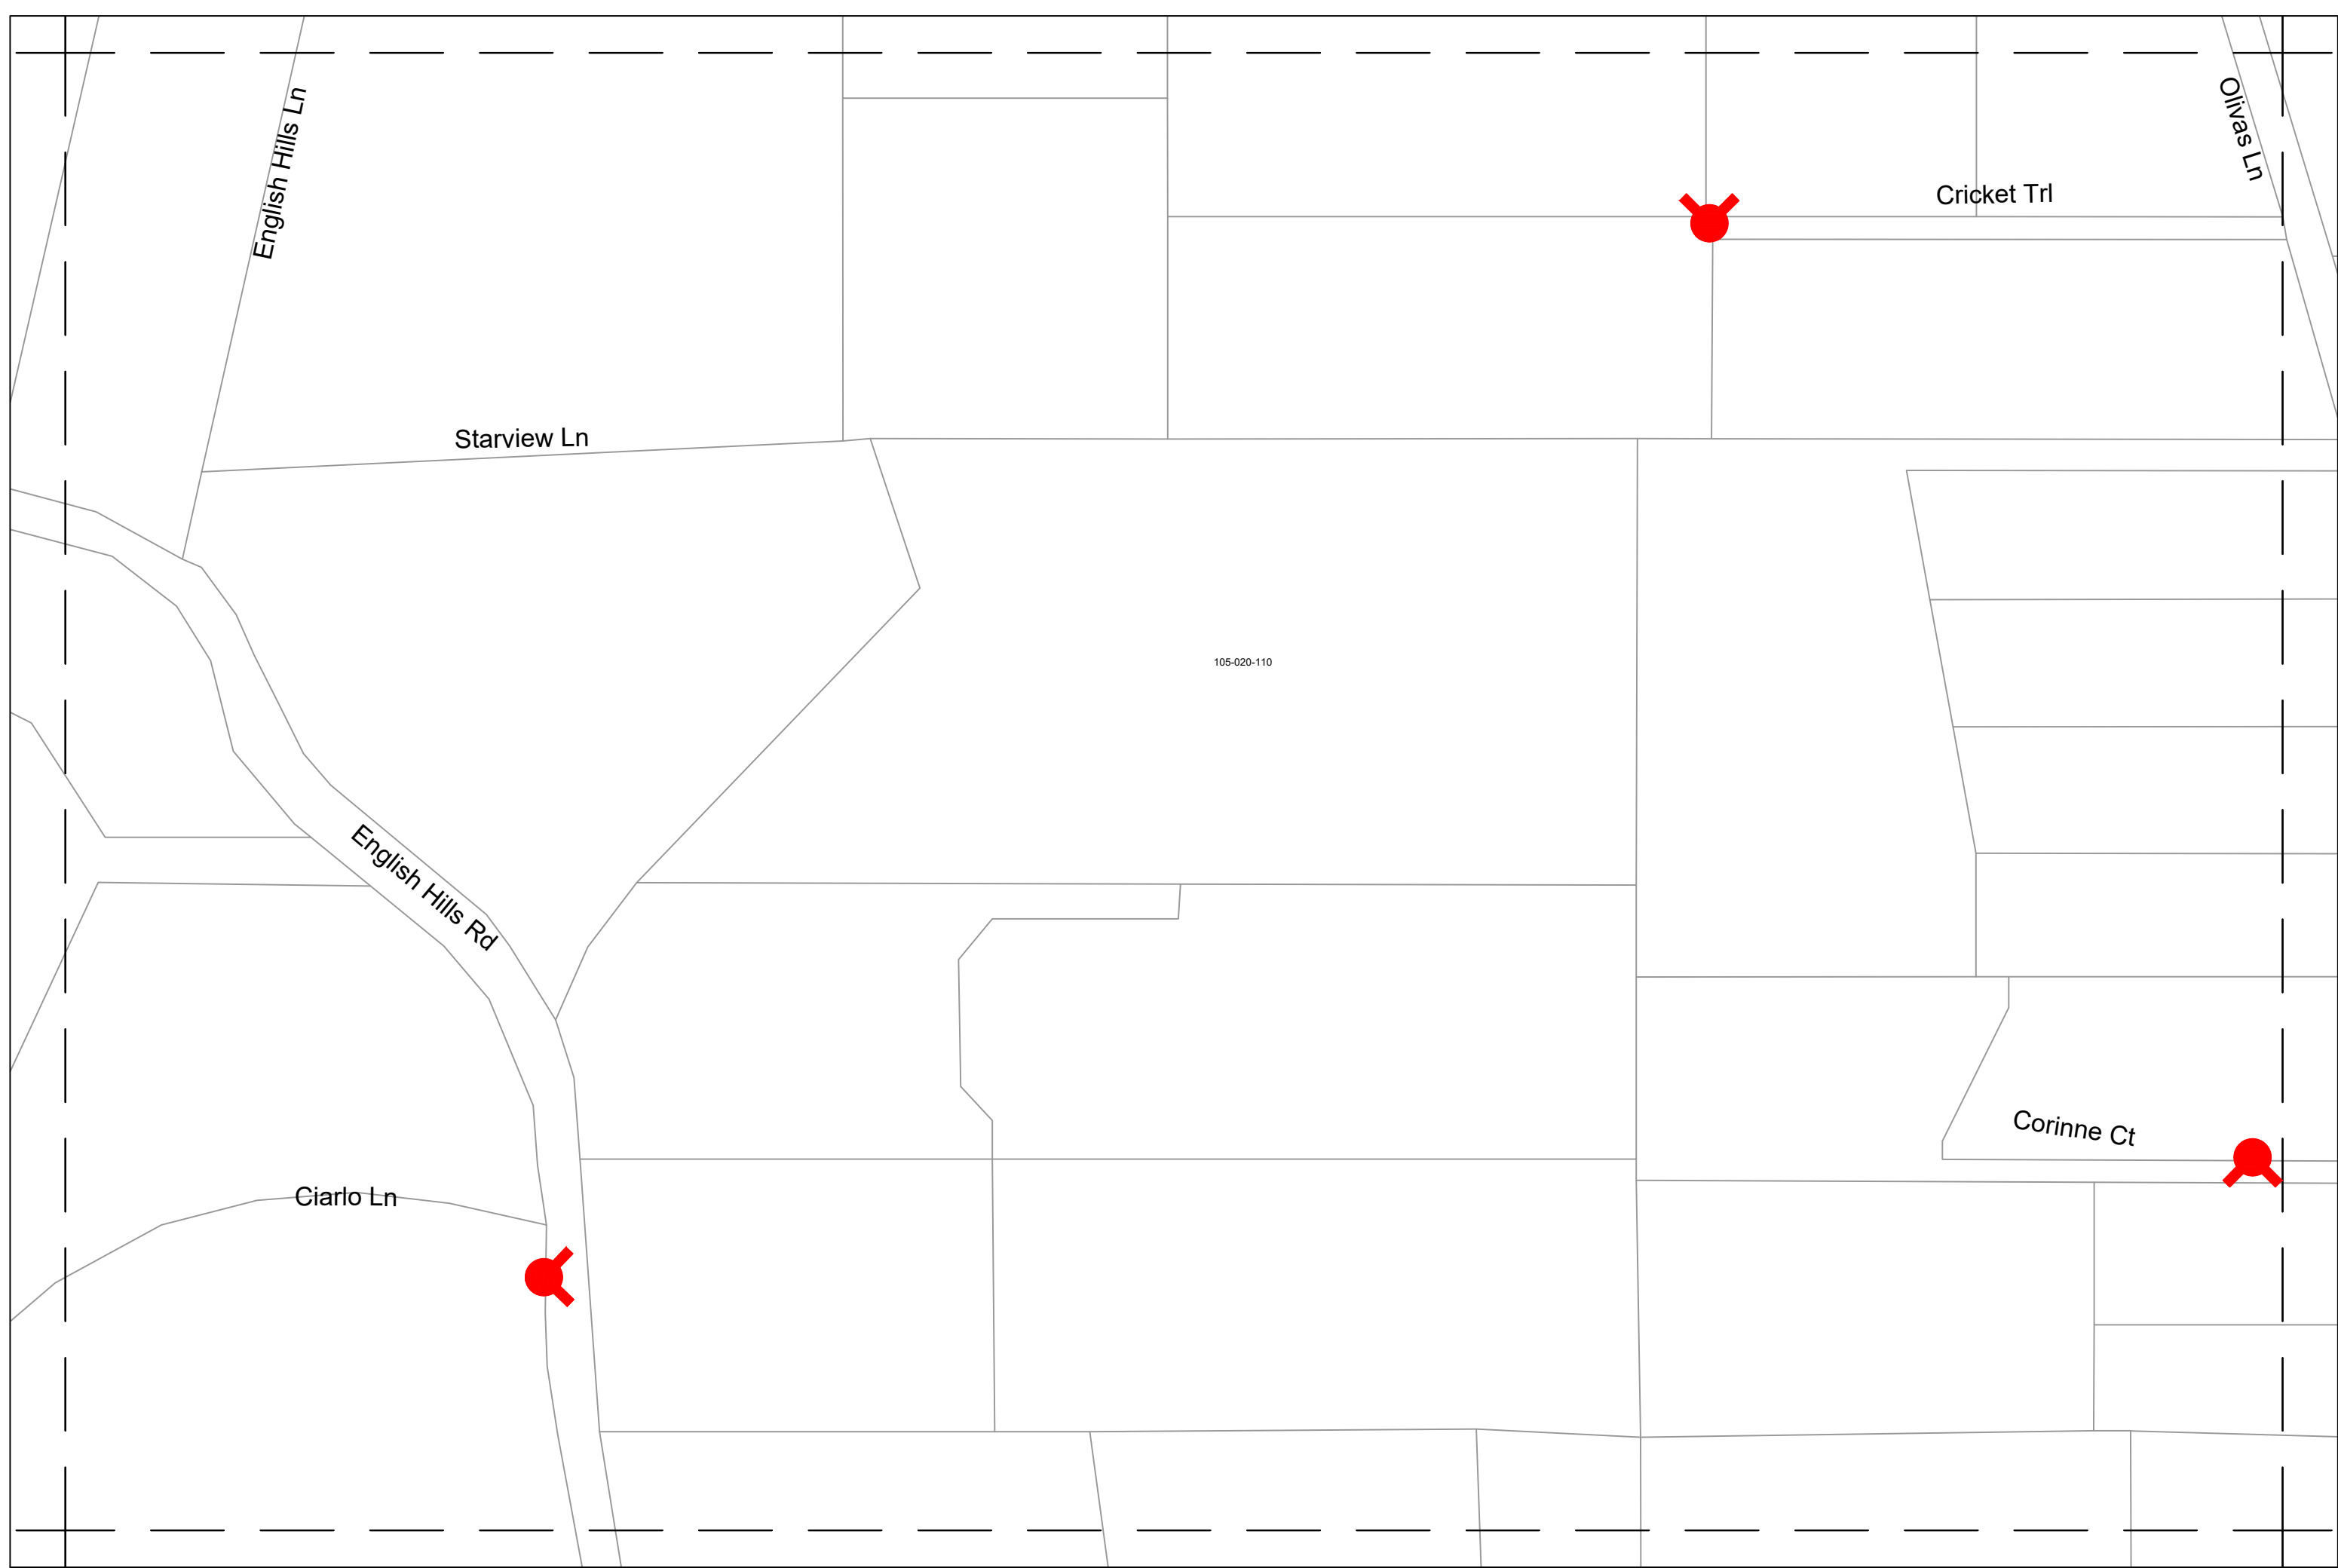 English Hills Ln
Olivas Ln
Cricket Trl
Starview Ln
105-020-110
English Hills Rd
Corinne Ct
Ciarlo Ln